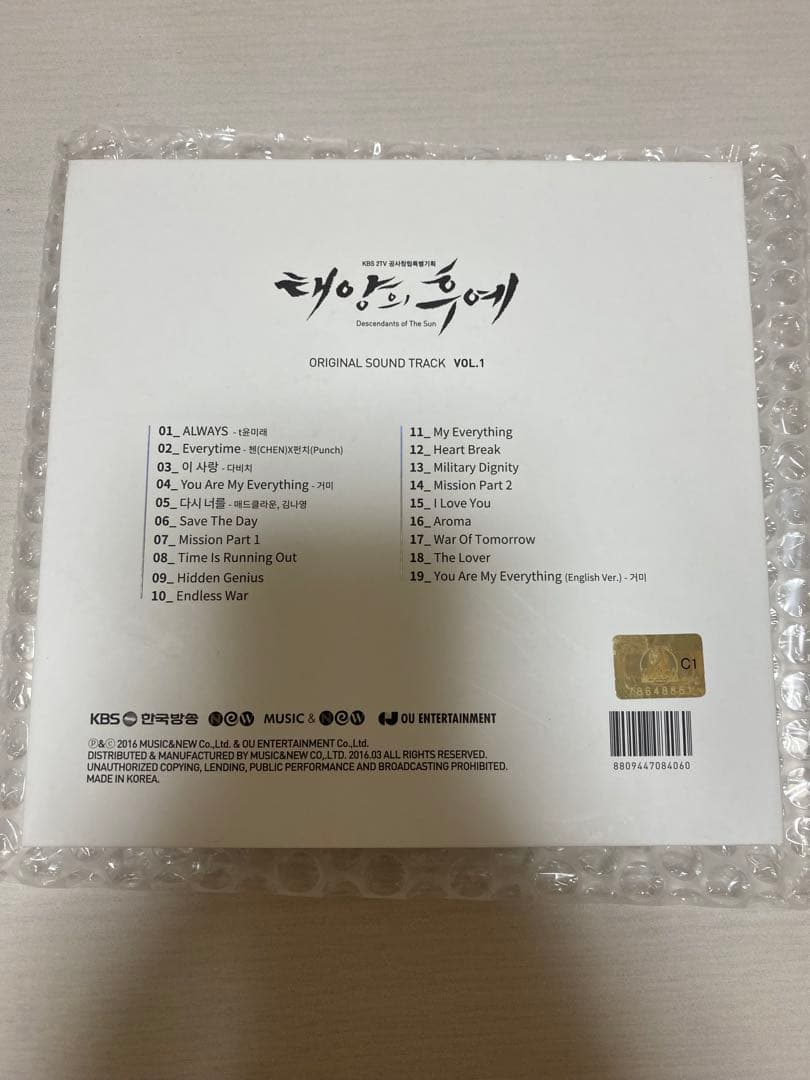 KBS 2TV 공사창립특별기획
태양의 후예
Descendants of The Sun
ORIGINAL SOUND TRACK VOL.1
01_ ALWAYS - t윤미래
02_ Everytime - 첸(CHEN)X펀치(Punch)
03_ 이 사랑 - 다비치
04_ You Are My Everything - 거미
05_ 다시 너를 - 매드클라운, 김나영
06_ Save The Day
07_ Mission Part 1
08_ Time Is Running Out
09_ Hidden Genius
10_ Endless War
11_ My Everything
12_ Heart Break
13_ Military Dignity
14_ Mission Part 2
15_ I Love You
16_ Aroma
17_ War Of Tomorrow
18_ The Lover
19_ You Are My Everything (English Ver.) - 거미
C1
KBS 한국방송 NEW MUSIC & NEW OU ENTERTAINMENT
℗&© 2016 MUSIC&NEW Co.,Ltd. & OU ENTERTAINMENT Co.,Ltd.
DISTRIBUTED & MANUFACTURED BY MUSIC&NEW CO,.LTD. 2016.03 ALL RIGHTS RESERVED.
UNAUTHORIZED COPYING, LENDING, PUBLIC PERFORMANCE AND BROADCASTING PROHIBITED.
MADE IN KOREA.
8809447084060